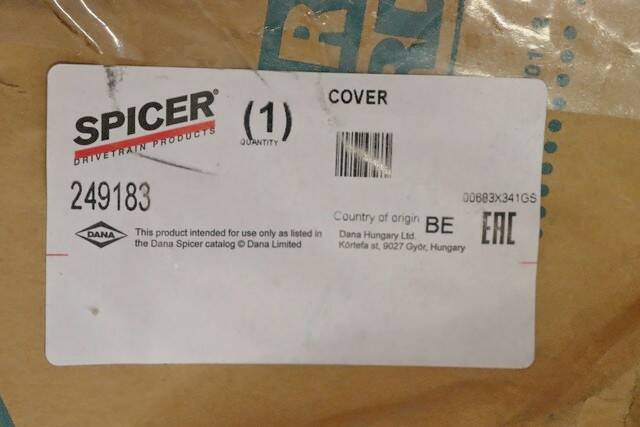 SPICER®
DRIVETRAIN PRODUCTS
(1)
QUANTITY
COVER
249183
00683X341GS
DANA
This product intended for use only as listed in
the Dana Spicer catalog © Dana Limited
Country of origin BE
Dana Hungary Ltd.
Körtefa st, 9027 Győr, Hungary
EAC